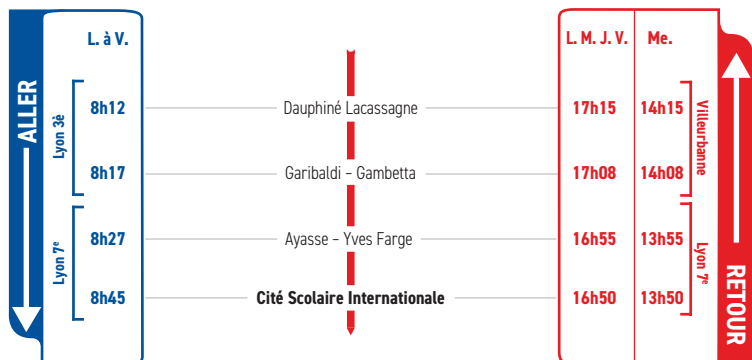 L. à V. L. M. J. V. Me.
ALLER
RETOUR
Lyon 3è
Villeurbanne
8h12 Dauphiné Lacassagne 17h15 14h15
8h17 Garibaldi – Gambetta 17h08 14h08
Lyon 7e
Lyon 7e
8h27 Ayasse – Yves Farge 16h55 13h55
8h45 Cité Scolaire Internationale 16h50 13h50